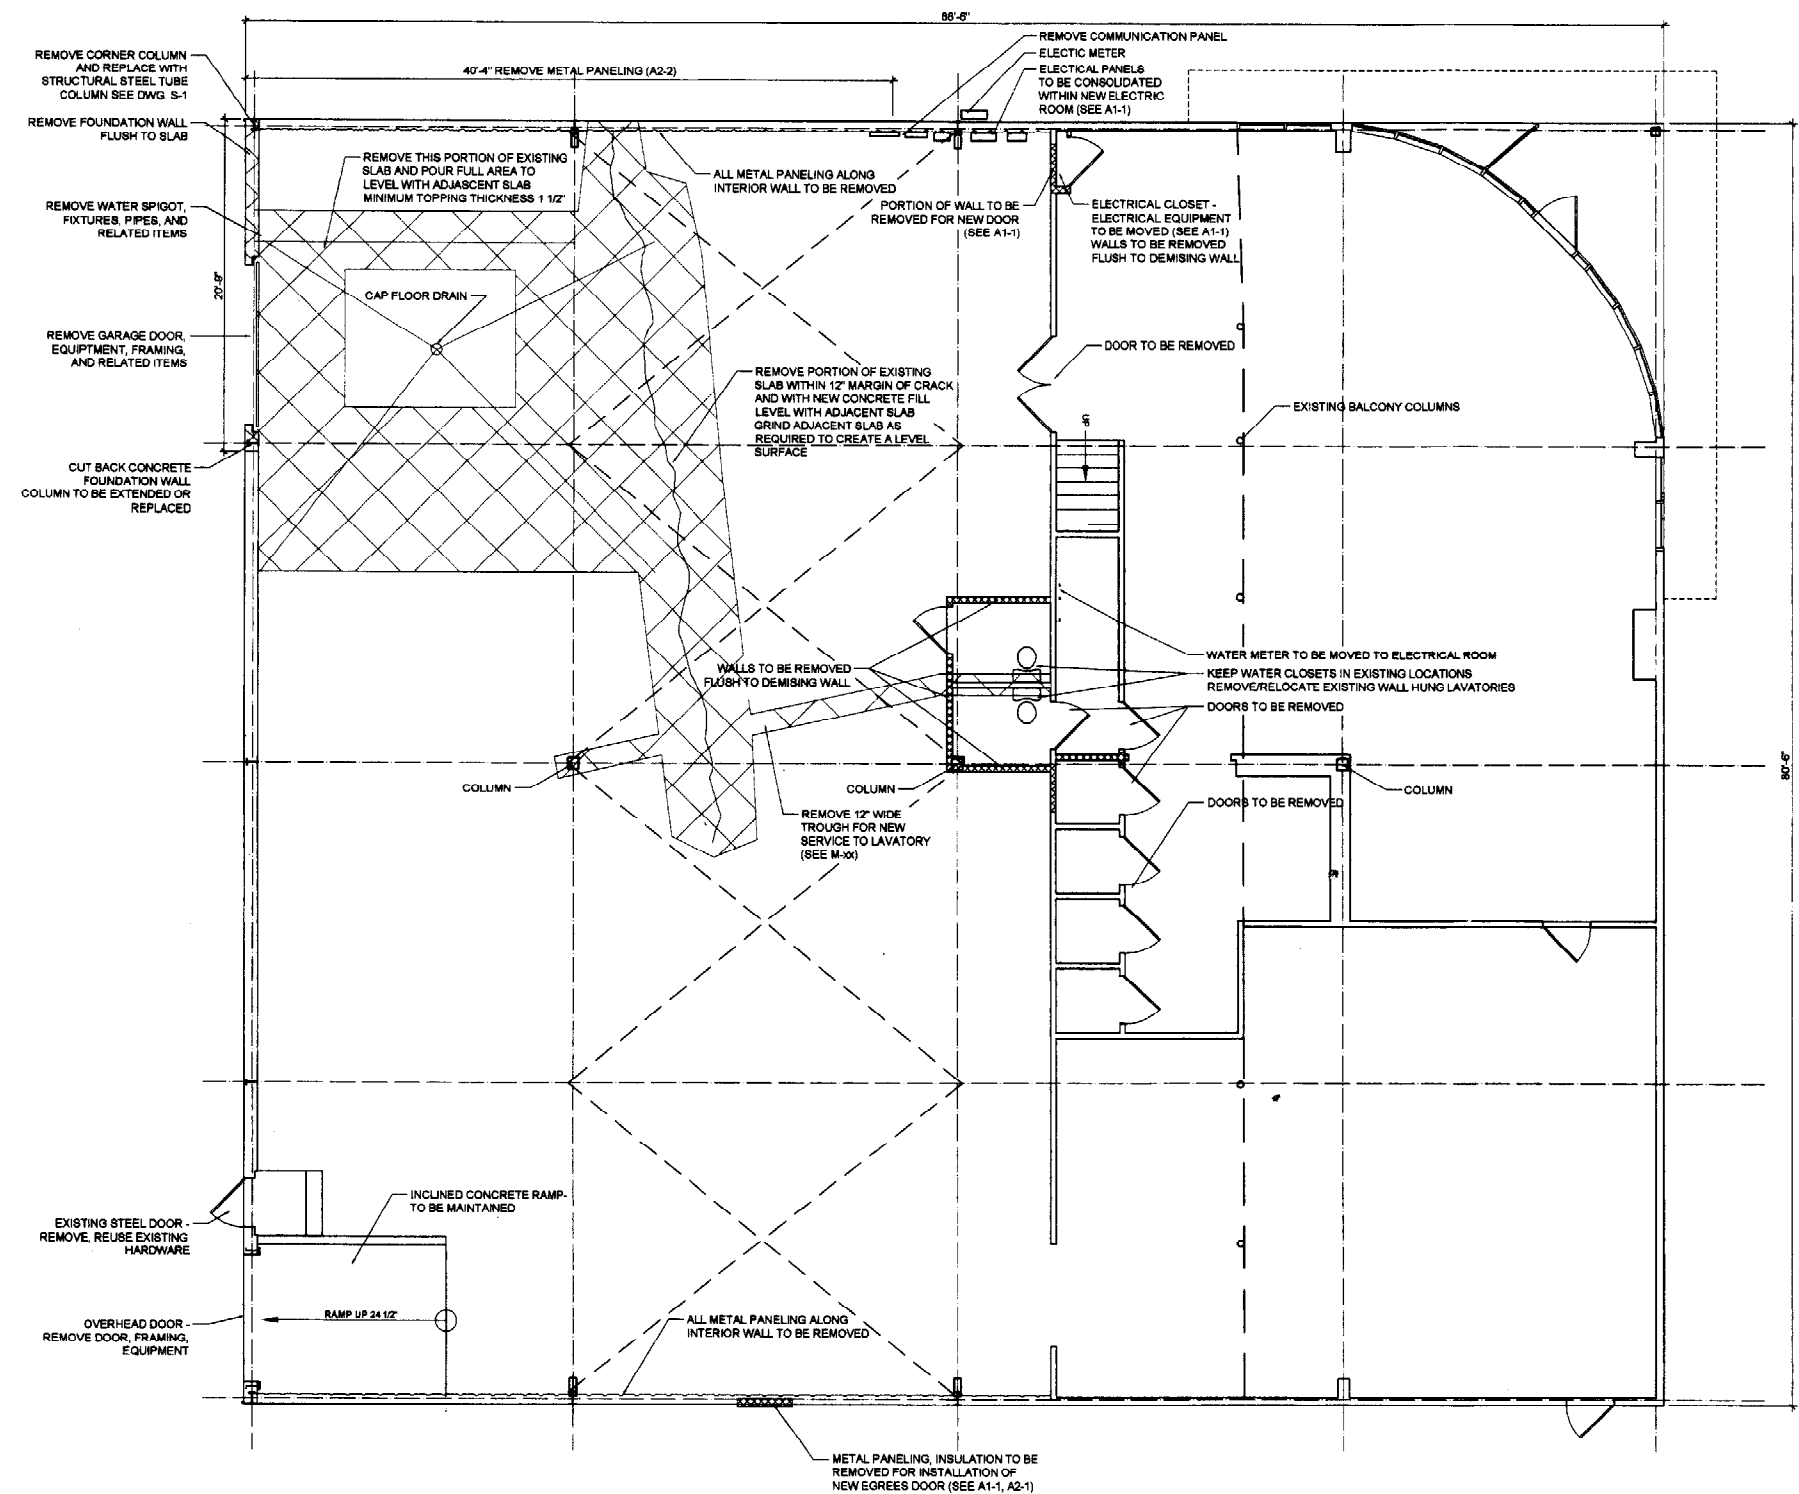 86'-6"
REMOVE COMMUNICATION PANEL
ELECTIC METER
ELECTICAL PANELS
TO BE CONSOLIDATED
WITHIN NEW ELECTRIC
ROOM (SEE A1-1)
40'-4" REMOVE METAL PANELING (A2-2)
REMOVE CORNER COLUMN
AND REPLACE WITH
STRUCTURAL STEEL TUBE
COLUMN SEE DWG. S-1
REMOVE FOUNDATION WALL
FLUSH TO SLAB
REMOVE THIS PORTION OF EXISTING
SLAB AND POUR FULL AREA TO
LEVEL WITH ADJASCENT SLAB
MINIMUM TOPPING THICKNESS 1 1/2"
ALL METAL PANELING ALONG
INTERIOR WALL TO BE REMOVED
PORTION OF WALL TO BE
REMOVED FOR NEW DOOR
(SEE A1-1)
ELECTRICAL CLOSET -
ELECTRICAL EQUIPMENT
TO BE MOVED (SEE A1-1)
WALLS TO BE REMOVED
FLUSH TO DEMISING WALL
REMOVE WATER SPIGOT,
FIXTURES, PIPES, AND
RELATED ITEMS
20'-9"
CAP FLOOR DRAIN
REMOVE GARAGE DOOR,
EQUIPTMENT, FRAMING,
AND RELATED ITEMS
DOOR TO BE REMOVED
REMOVE PORTION OF EXISTING
SLAB WITHIN 12" MARGIN OF CRACK
AND WITH NEW CONCRETE FILL
LEVEL WITH ADJACENT SLAB
GRIND ADJACENT SLAB AS
REQUIRED TO CREATE A LEVEL
SURFACE
EXISTING BALCONY COLUMNS
UP
CUT BACK CONCRETE
FOUNDATION WALL
COLUMN TO BE EXTENDED OR
REPLACED
WALLS TO BE REMOVED
FLUSH TO DEMISING WALL
WATER METER TO BE MOVED TO ELECTRICAL ROOM
KEEP WATER CLOSETS IN EXISTING LOCATIONS
REMOVE/RELOCATE EXISTING WALL HUNG LAVATORIES
DOORS TO BE REMOVED
80'-6"
COLUMN
COLUMN
COLUMN
DOORS TO BE REMOVED
REMOVE 12" WIDE
TROUGH FOR NEW
SERVICE TO LAVATORY
(SEE M-xx)
INCLINED CONCRETE RAMP-
TO BE MAINTAINED
EXISTING STEEL DOOR -
REMOVE, REUSE EXISTING
HARDWARE
RAMP UP 24 1/2"
OVERHEAD DOOR -
REMOVE DOOR, FRAMING,
EQUIPMENT
ALL METAL PANELING ALONG
INTERIOR WALL TO BE REMOVED
METAL PANELING, INSULATION TO BE
REMOVED FOR INSTALLATION OF
NEW EGREES DOOR (SEE A1-1, A2-1)